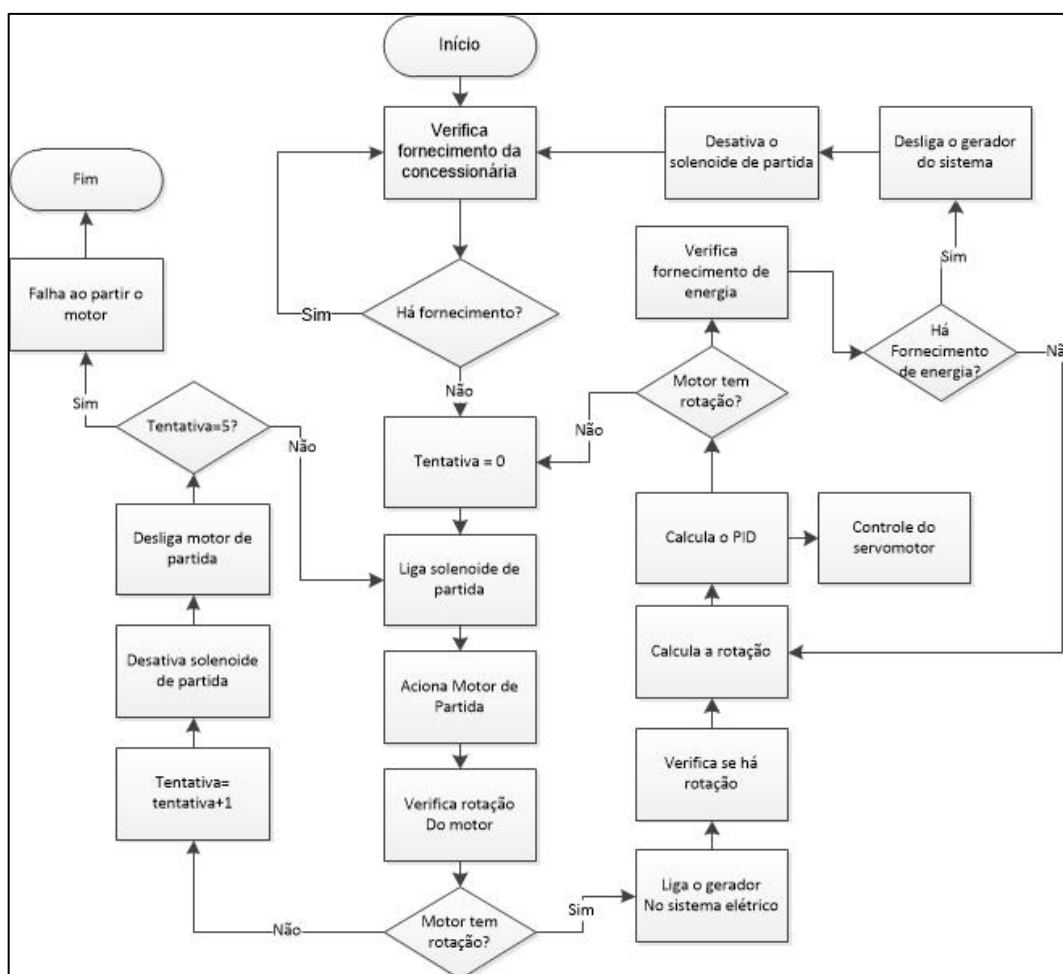 Início
Verifica
fornecimento da
concessionária
Há fornecimento?
Sim
Não
Tentativa = 0
Liga solenoide de
partida
Aciona Motor de
Partida
Verifica rotação
Do motor
Motor tem
rotação?
Não
Sim
Tentativa=
tentativa+1
Desativa solenoide
de partida
Desliga motor de
partida
Tentativa=5?
Sim
Não
Falha ao partir o
motor
Fim
Liga o gerador
No sistema elétrico
Verifica se há
rotação
Calcula a rotação
Calcula o PID
Controle do
servomotor
Motor tem
rotação?
Não
Verifica
fornecimento de
energia
Há
Fornecimento
de energia?
Sim
Desliga o gerador
do sistema
Desativa o
solenoide de partida